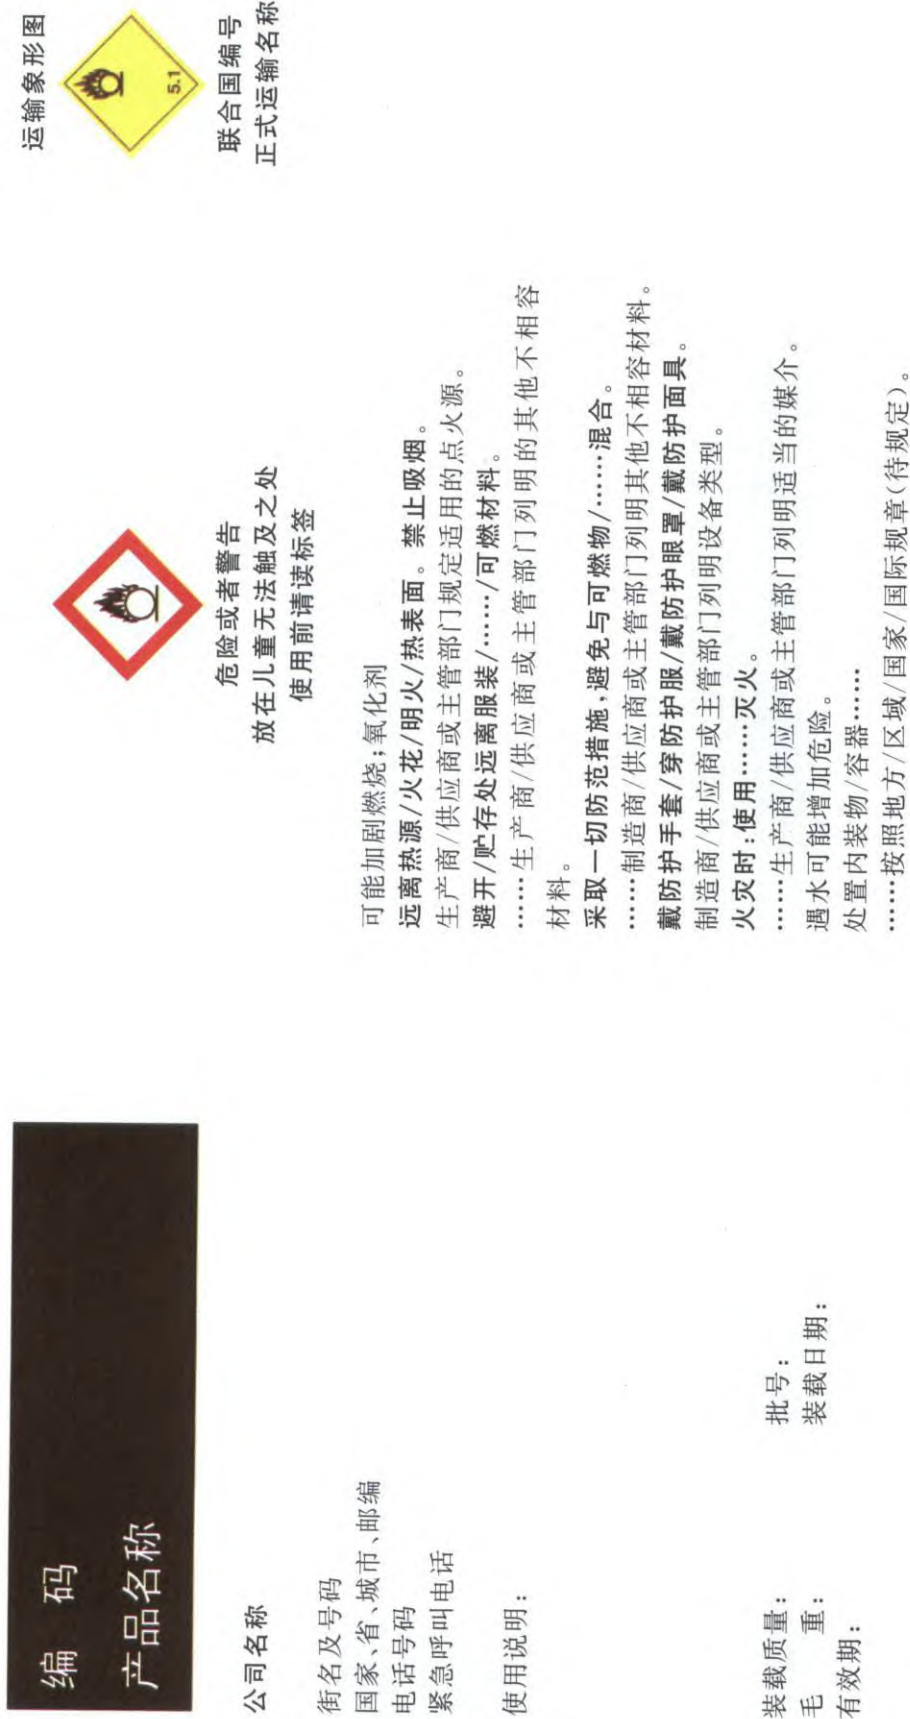 编 码
产品名称
公司名称
街名及号码
国家、省、城市、邮编
电话号码
紧急呼叫电话
使用说明:
装载质量: 批号:
毛 重: 装载日期:
有效期:
危险或者警告
放在儿童无法触及之处
使用前请读标签
可能加剧燃烧;氧化剂
远离热源/火花/明火/热表面。禁止吸烟。
生产商/供应商或主管部门规定适用的点火源。
避开/贮存处远离服装/……/可燃材料。
……生产商/供应商或主管部门列明的其他不相容
材料。
采取一切防范措施,避免与可燃物/……混合。
……制造商/供应商或主管部门列明其他不相容材料。
戴防护手套/穿防护服/戴防护眼罩/戴防护面具。
制造商/供应商或主管部门列明设备类型。
火灾时:使用……灭火。
……生产商/供应商或主管部门列明适当的媒介。
遇水可能增加危险。
处置内装物/容器……
……按照地方/区域/国家/国际规章(待规定)。
运输象形图
5.1
联合国编号
正式运输名称